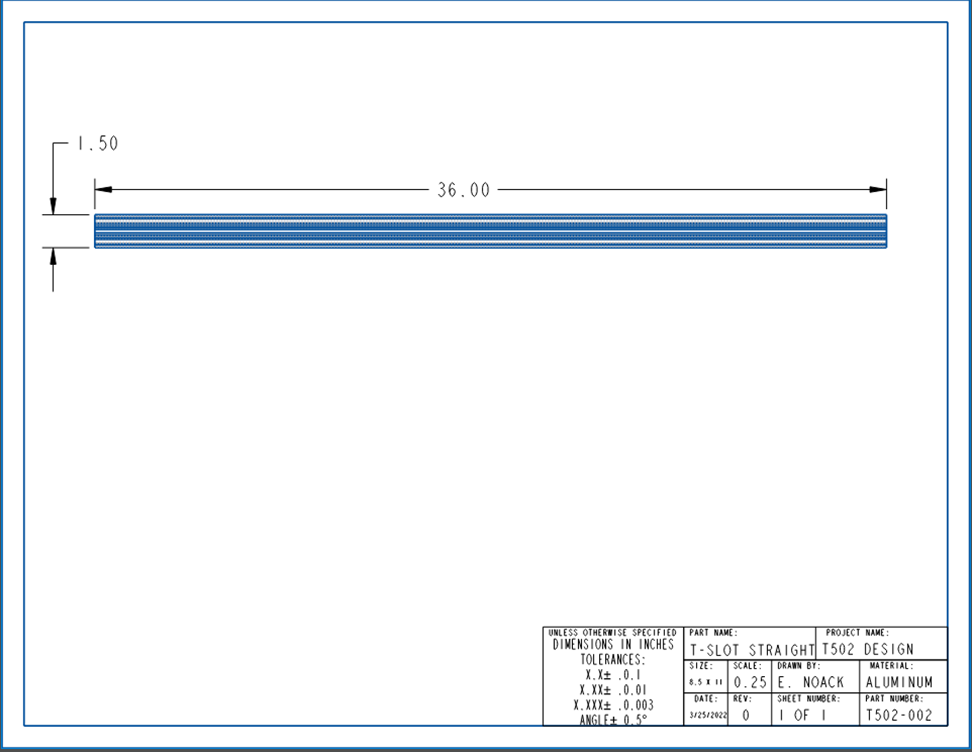 1.50
36.00
UNLESS OTHERWISE SPECIFIED
DIMENSIONS IN INCHES
TOLERANCES:
X.X± .0.1
X.XX± .0.01
X.XXX± .0.003
ANGLE± 0.5°
PART NAME:
T-SLOT STRAIGHT
PROJECT NAME:
T502 DESIGN
SIZE:
8.5 X 11
SCALE:
0.25
DRAWN BY:
E. NOACK
MATERIAL:
ALUMINUM
DATE:
3/25/2022
REV:
0
SHEET NUMBER:
1 OF 1
PART NUMBER:
T502-002